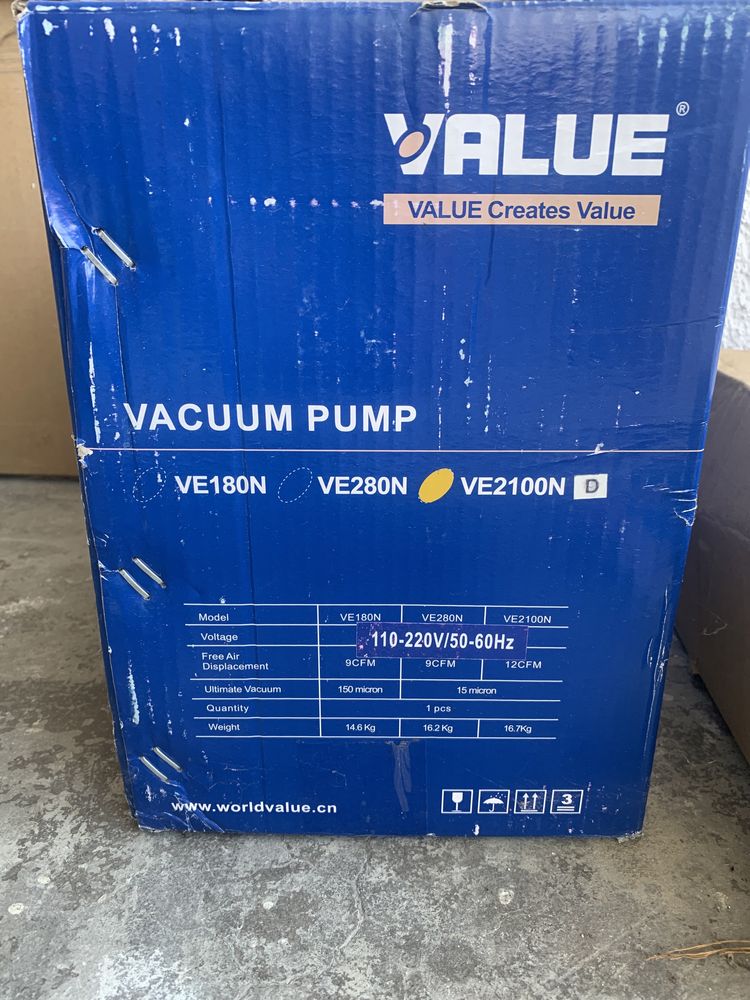 VALUE®
VALUE Creates Value
VACUUM PUMP
VE180N VE280N VE2100N D
Model VE180N VE280N VE2100N
Voltage 110-220V/50-60Hz
Free Air
Displacement 9CFM 9CFM 12CFM
Ultimate Vacuum 150 micron 15 micron
Quantity 1 pcs
Weight 14.6 Kg 16.2 Kg 16.7Kg
www.worldvalue.cn
3